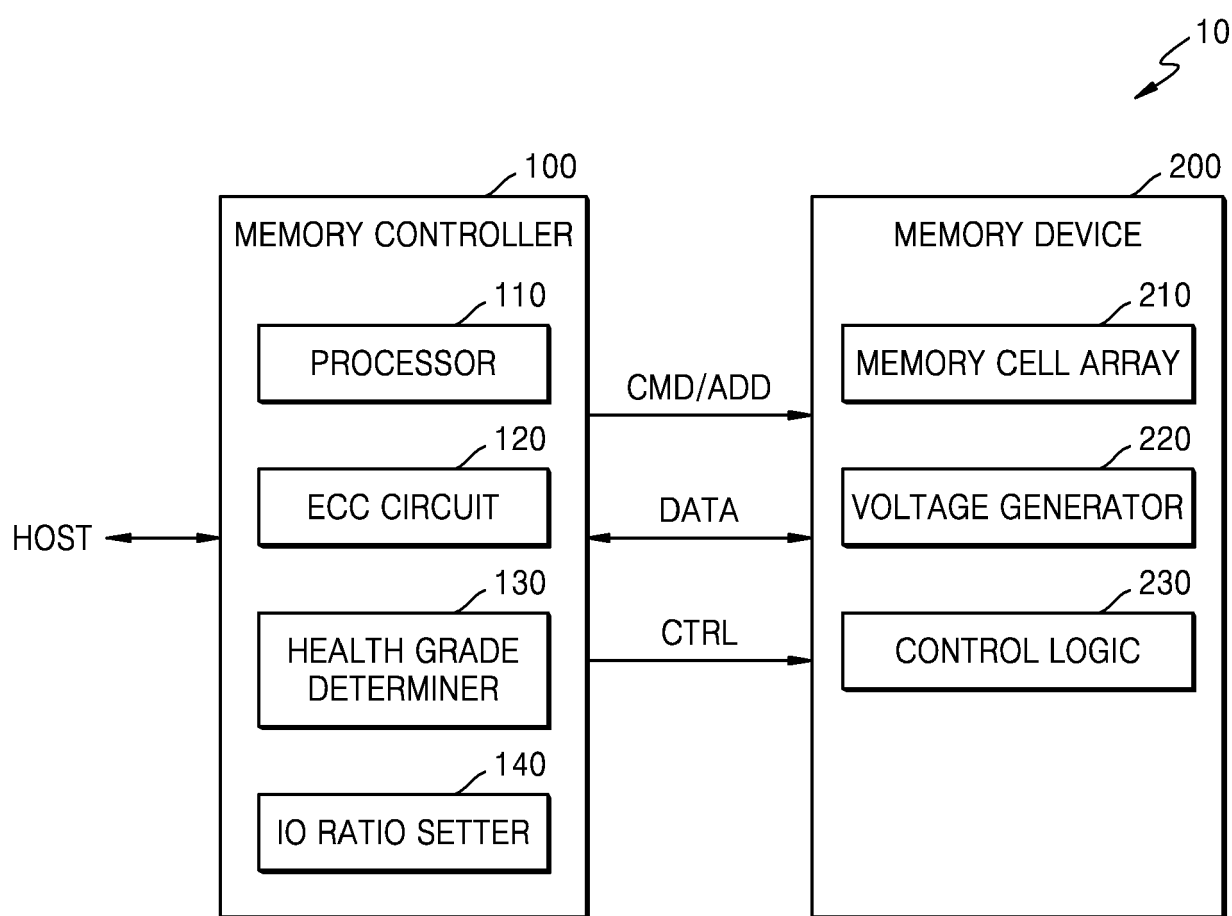 10
100
MEMORY CONTROLLER
110
PROCESSOR
120
ECC CIRCUIT
130
HEALTH GRADE
DETERMINER
140
IO RATIO SETTER
HOST
CMD/ADD
DATA
CTRL
200
MEMORY DEVICE
210
MEMORY CELL ARRAY
220
VOLTAGE GENERATOR
230
CONTROL LOGIC